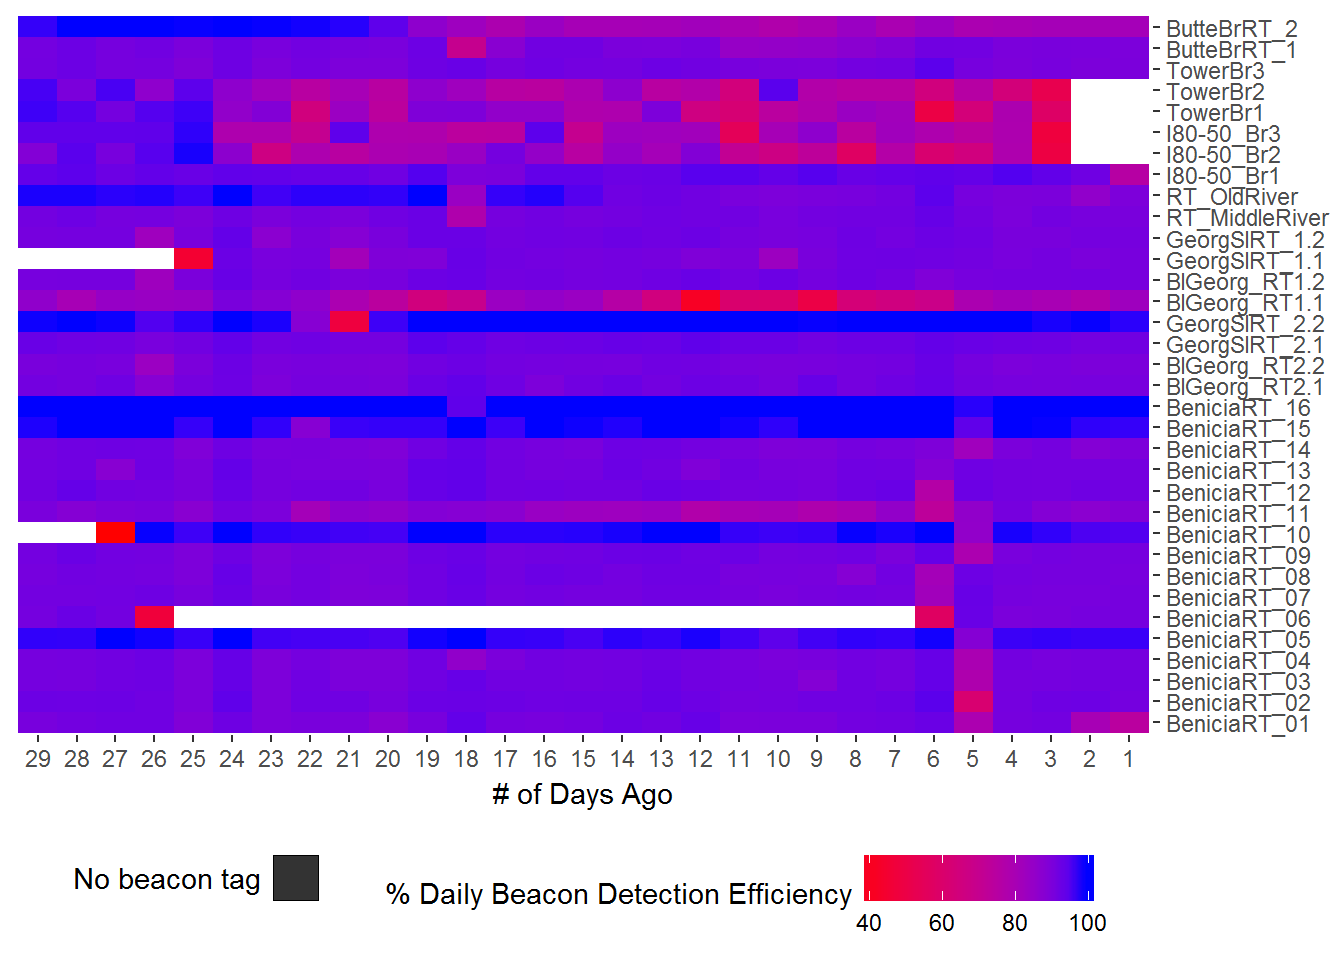 ButteBrRT_2
ButteBrRT_1
TowerBr3
TowerBr2
TowerBr1
I80-50_Br3
I80-50_Br2
I80-50_Br1
RT_OldRiver
RT_MiddleRiver
GeorgSlRT_1.2
GeorgSlRT_1.1
BlGeorg_RT1.2
BlGeorg_RT1.1
GeorgSlRT_2.2
GeorgSlRT_2.1
BlGeorg_RT2.2
BlGeorg_RT2.1
BeniciaRT_16
BeniciaRT_15
BeniciaRT_14
BeniciaRT_13
BeniciaRT_12
BeniciaRT_11
BeniciaRT_10
BeniciaRT_09
BeniciaRT_08
BeniciaRT_07
BeniciaRT_06
BeniciaRT_05
BeniciaRT_04
BeniciaRT_03
BeniciaRT_02
BeniciaRT_01
29 28 27 26 25 24 23 22 21 20 19 18 17 16 15 14 13 12 11 10 9 8 7 6 5 4 3 2 1
# of Days Ago
No beacon tag
% Daily Beacon Detection Efficiency
40 60 80 100